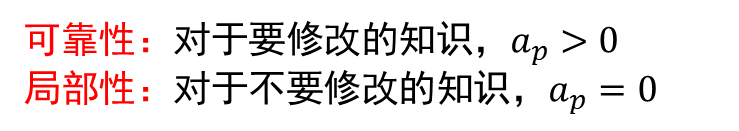 可靠性：对于要修改的知识，$a_p > 0$
局部性：对于不要修改的知识，$a_p = 0$